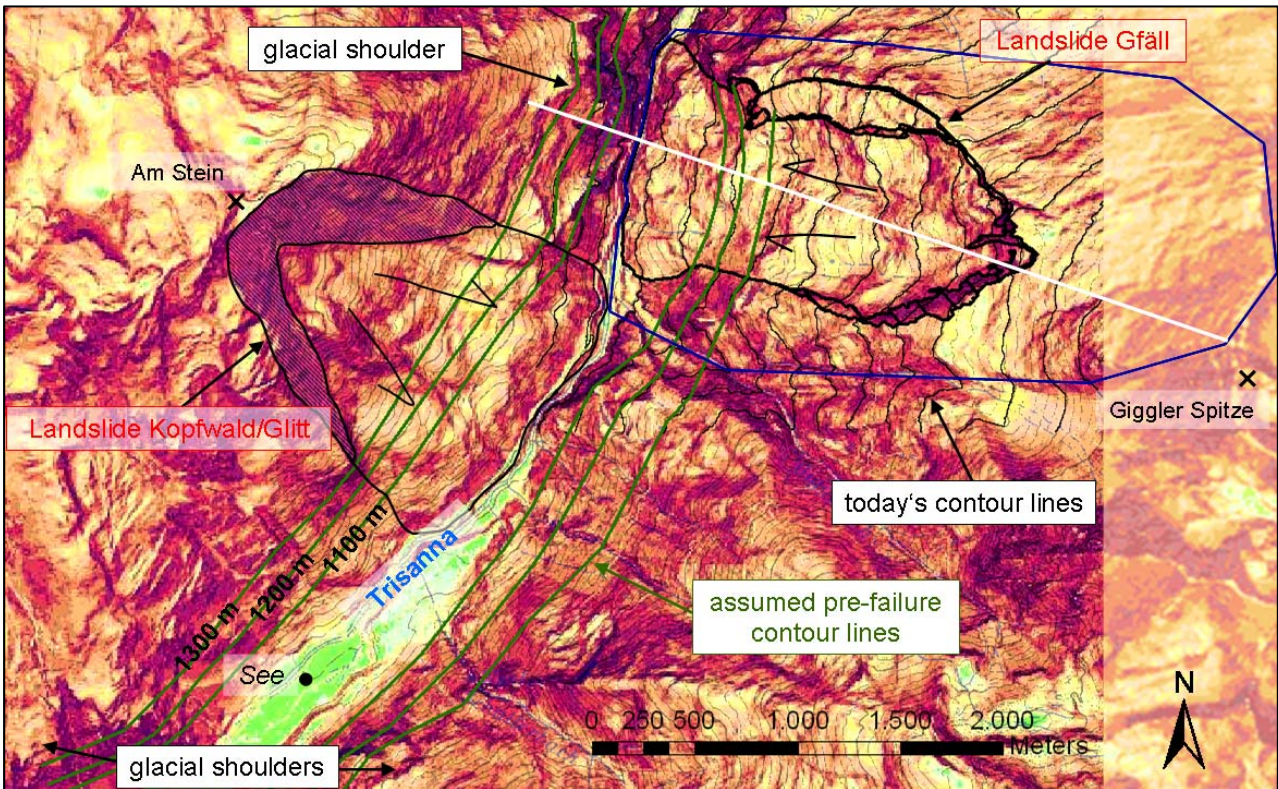 glacial shoulder
Landslide Gfäll
Am Stein
Landslide Kopfwald/Glitt
Giggler Spitze
today's contour lines
1300 m
1200 m
1100 m
Trisanna
assumed pre-failure
contour lines
See
N
0 250 500 1.000 1.500 2.000
Meters
glacial shoulders